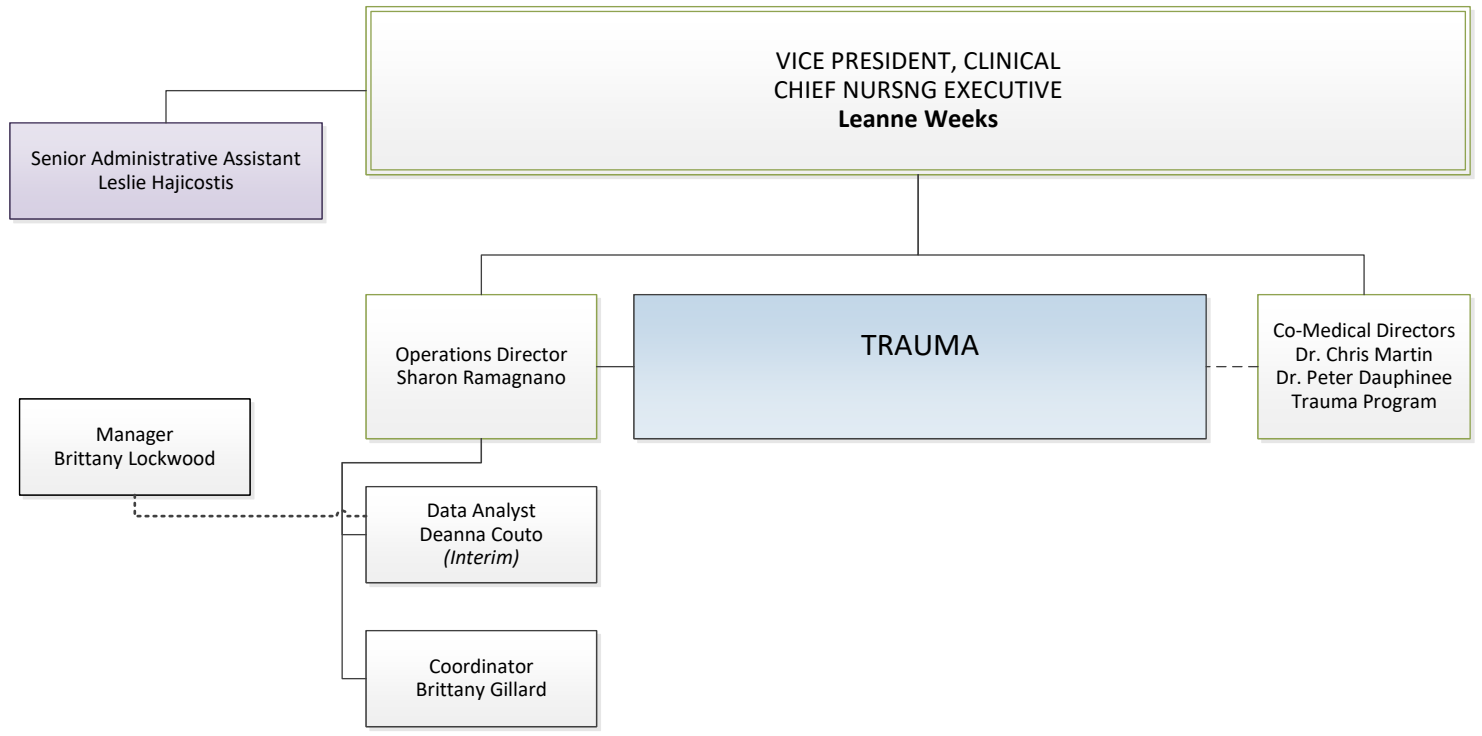 VICE PRESIDENT, CLINICAL
CHIEF NURSNG EXECUTIVE
Leanne Weeks
Senior Administrative Assistant
Leslie Hajicostis
Operations Director
Sharon Ramagnano
TRAUMA
Co-Medical Directors
Dr. Chris Martin
Dr. Peter Dauphinee
Trauma Program
Manager
Brittany Lockwood
Data Analyst
Deanna Couto
(Interim)
Coordinator
Brittany Gillard